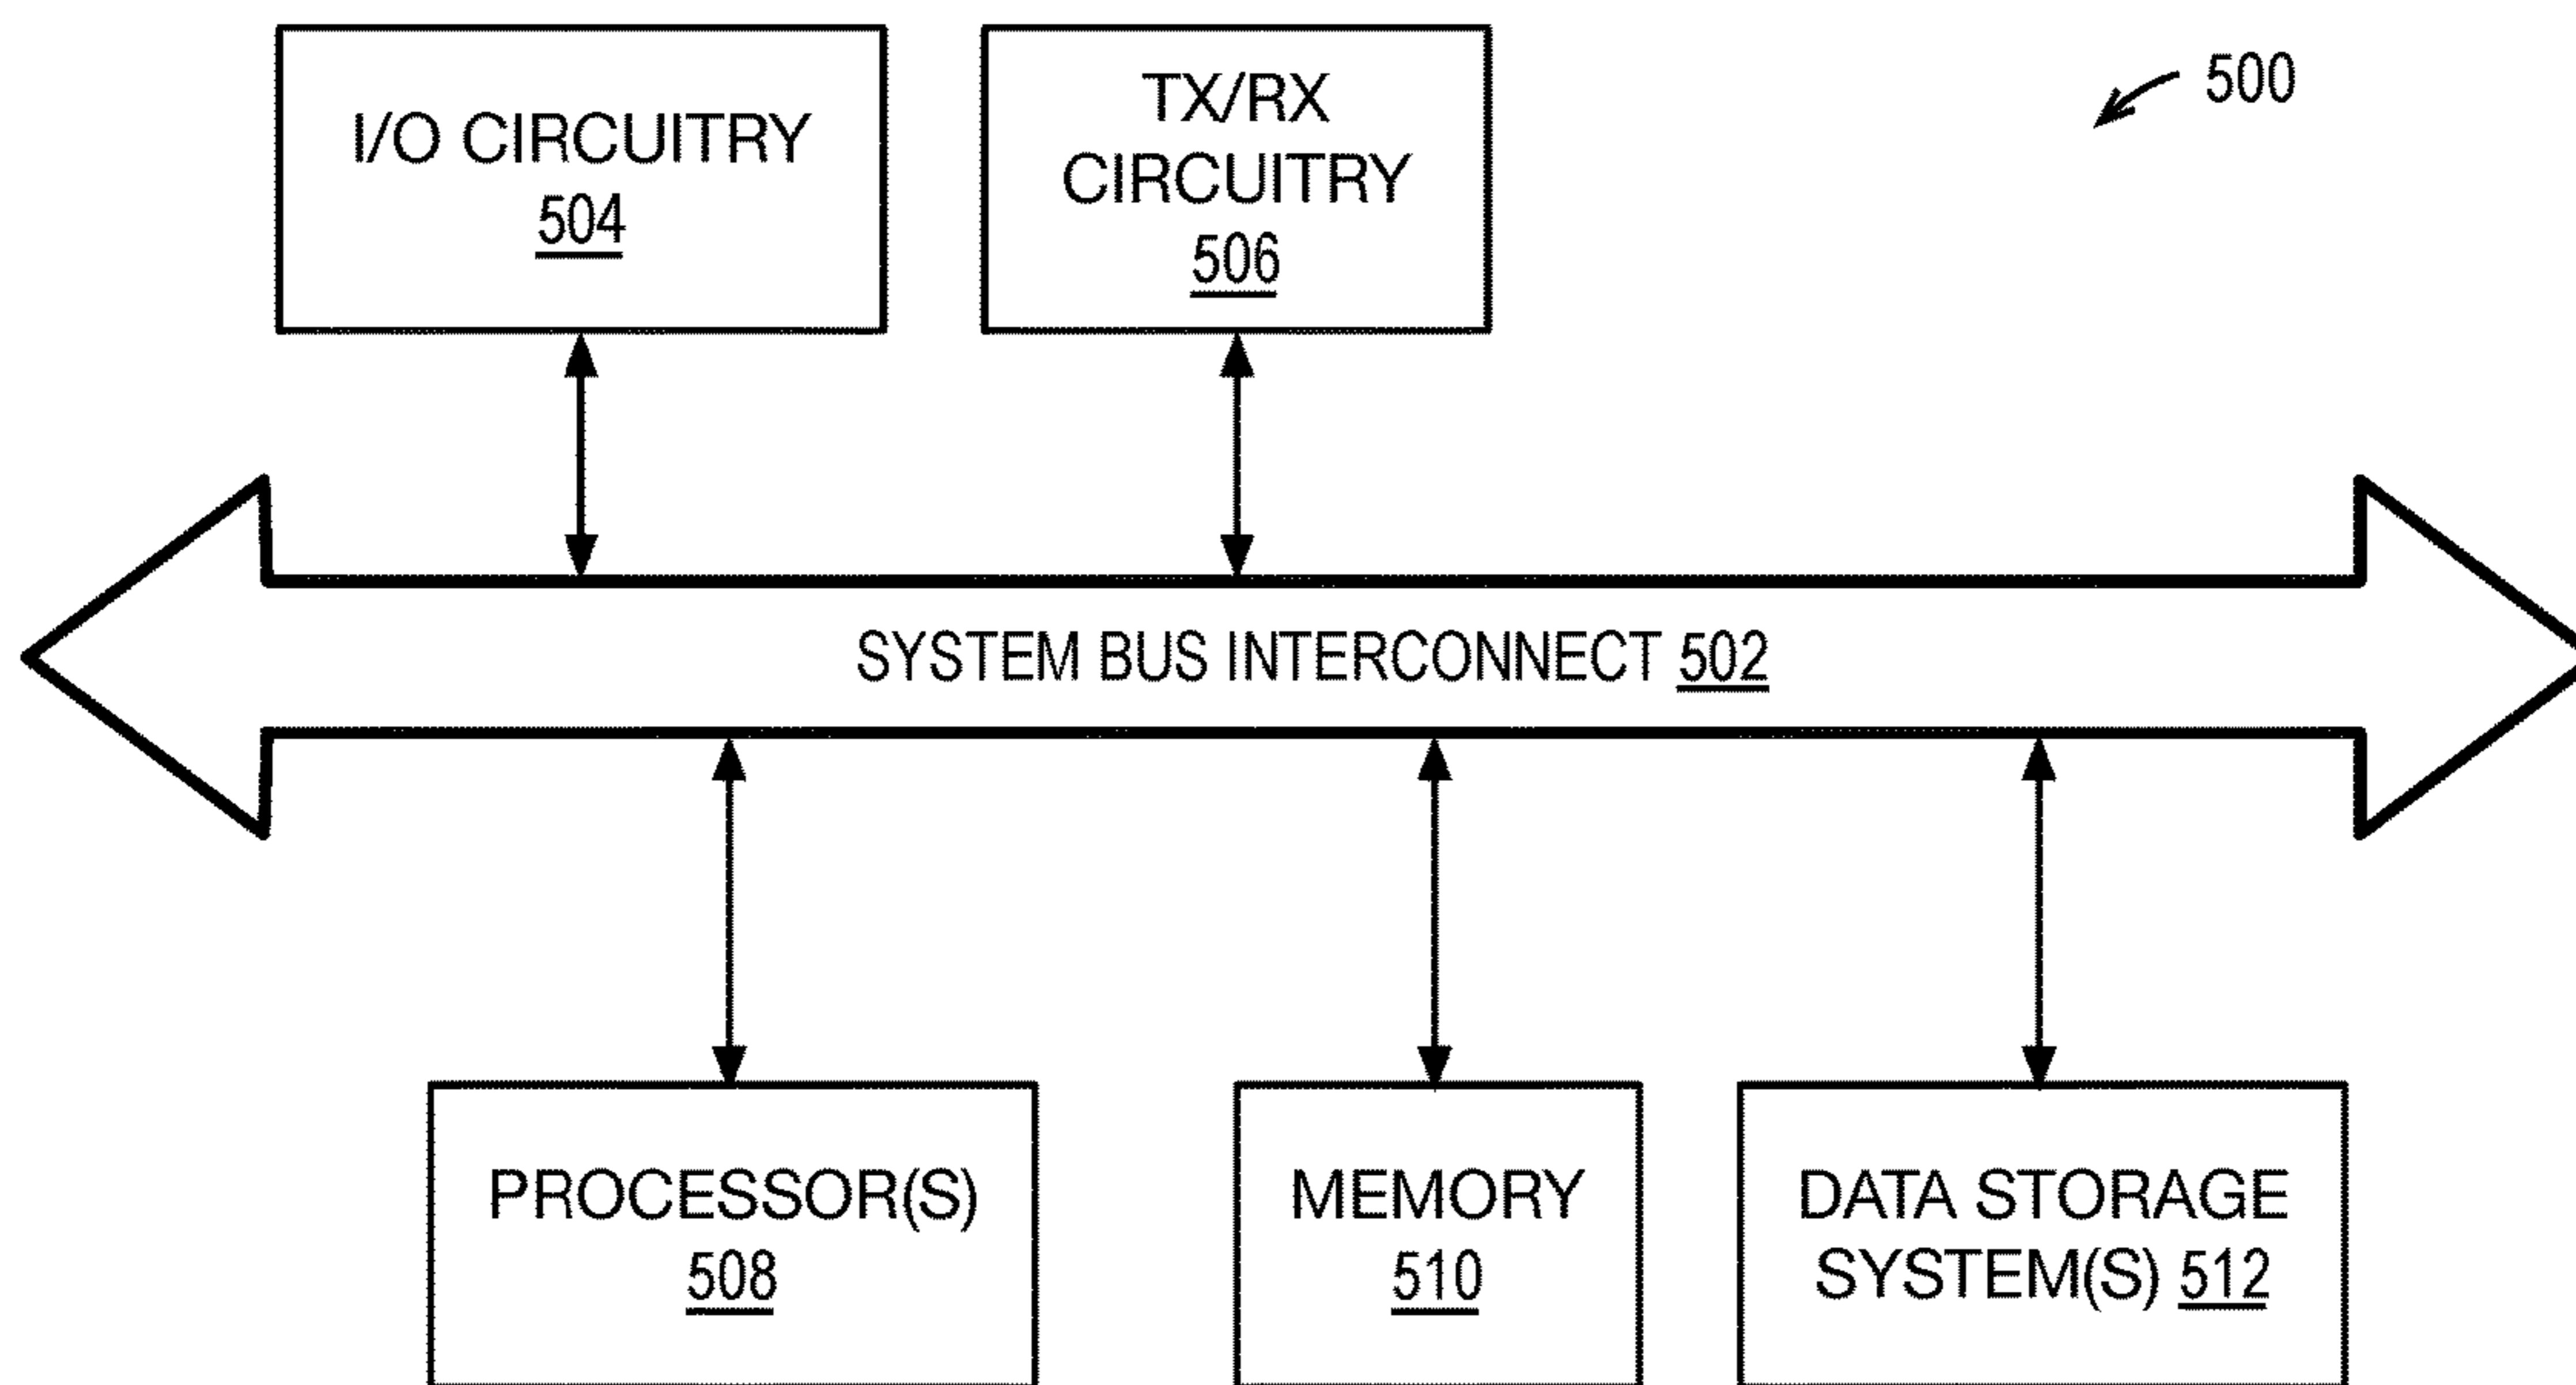 I/O CIRCUITRY
504
TX/RX
CIRCUITRY
506
500
SYSTEM BUS INTERCONNECT 502
PROCESSOR(S)
508
MEMORY
510
DATA STORAGE
SYSTEM(S) 512